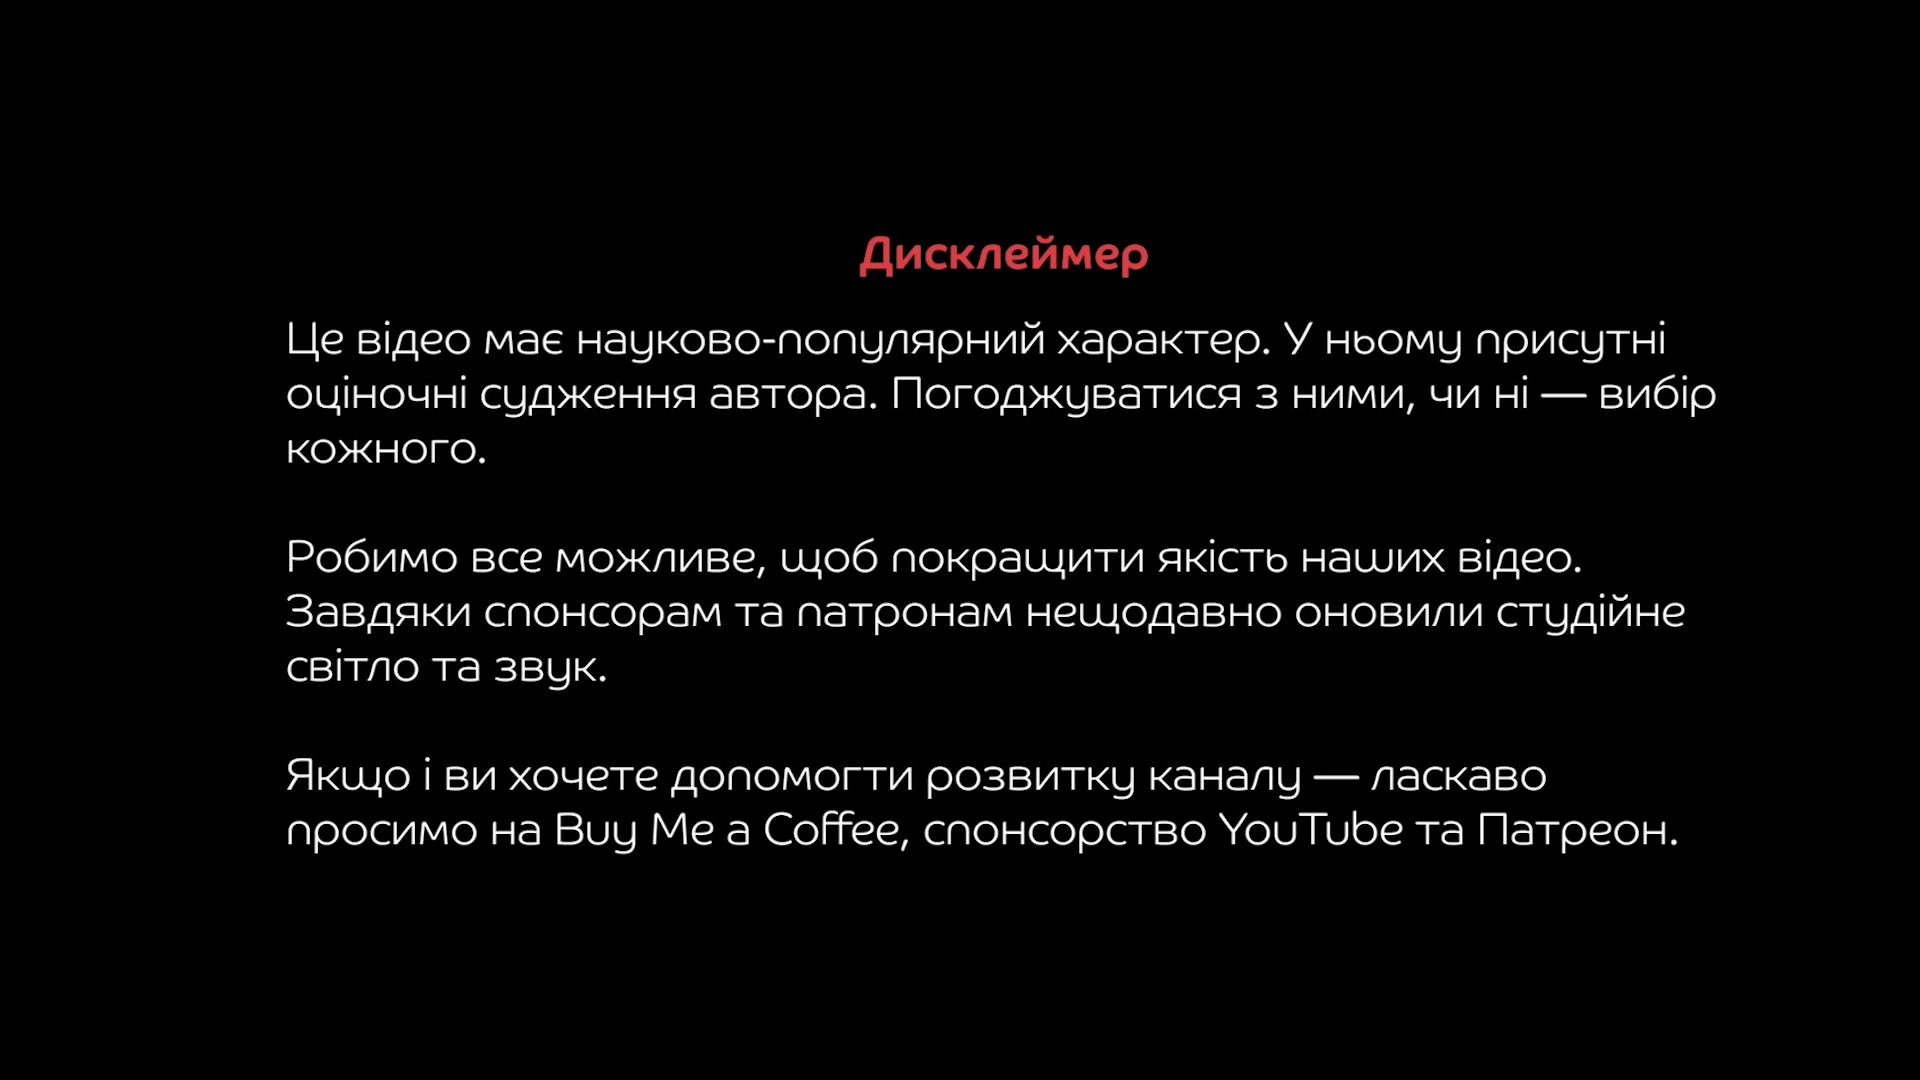 Дисклеймер
Це відео має науково-популярний характер. У ньому присутні
оціночні судження автора. Погоджуватися з ними, чи ні — вибір
кожного.
Робимо все можливе, щоб покращити якість наших відео.
Завдяки спонсорам та патронам нещодавно оновили студійне
світло та звук.
Якщо і ви хочете допомогти розвитку каналу — ласкаво
просимо на Buy Me a Coffee, спонсорство YouTube та Патреон.